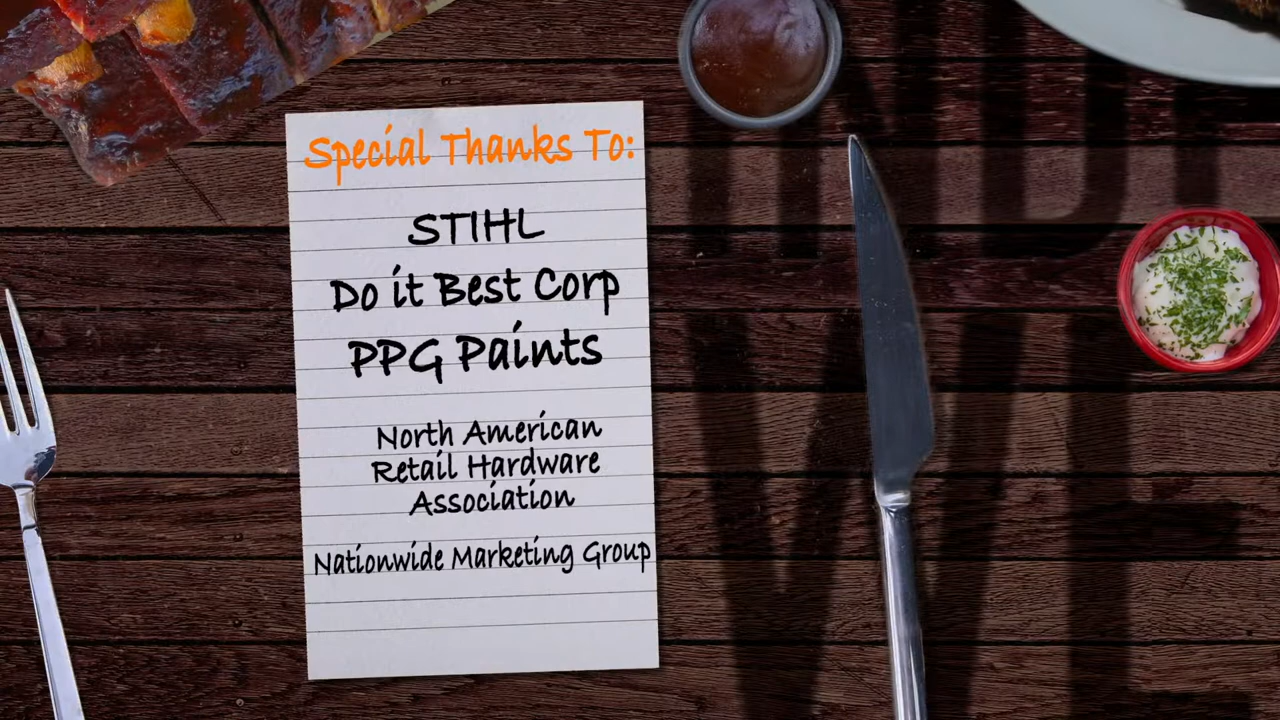 Special Thanks To:
STIHL
Do it Best Corp
PPG Paints
North American
Retail Hardware
Association
Nationwide Marketing Group